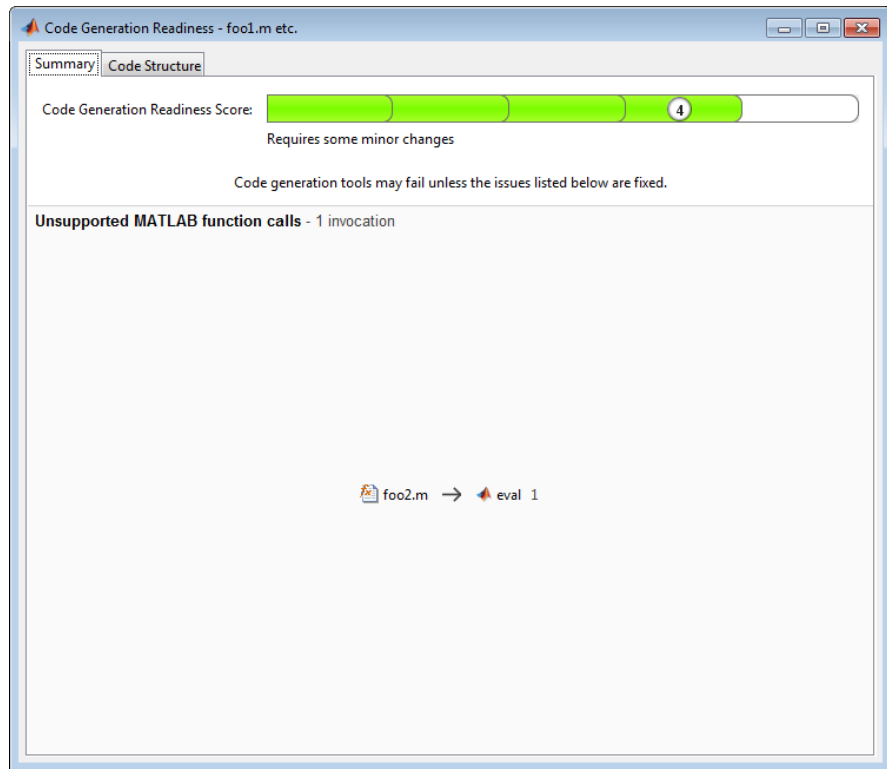 Code Generation Readiness - foo1.m etc.
Summary Code Structure
Code Generation Readiness Score: 4
Requires some minor changes
Code generation tools may fail unless the issues listed below are fixed.
Unsupported MATLAB function calls - 1 invocation
foo2.m → eval 1